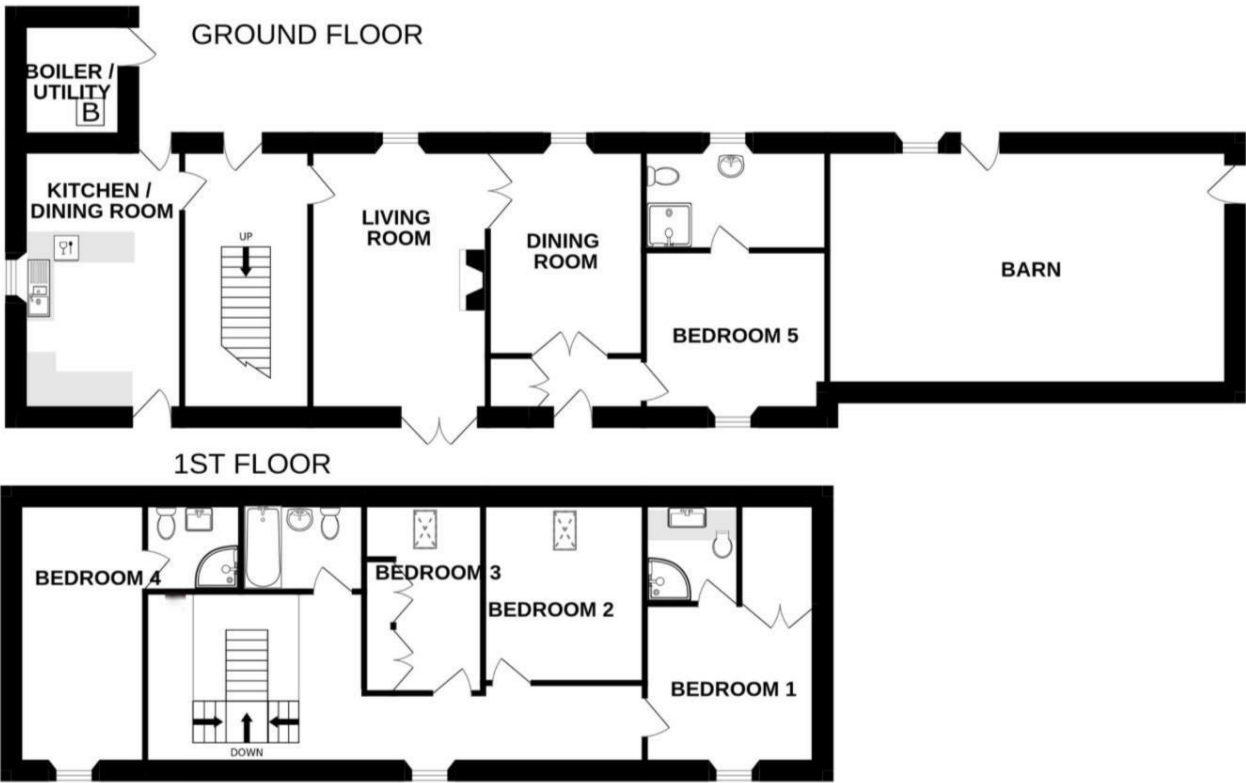 GROUND FLOOR
BOILER /
UTILITY
B
KITCHEN /
DINING ROOM
UP
LIVING
ROOM
DINING
ROOM
BEDROOM 5
BARN
1ST FLOOR
BEDROOM 4
BEDROOM 3
BEDROOM 2
BEDROOM 1
DOWN